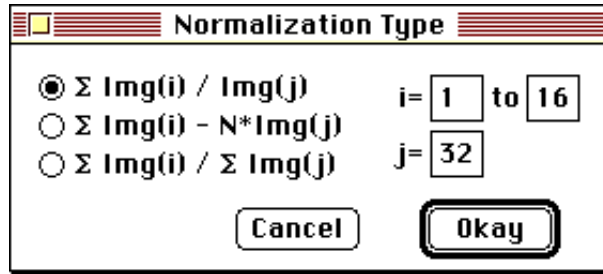 Normalization Type
Σ Img(i) / Img(j)
Σ Img(i) - N*Img(j)
Σ Img(i) / Σ Img(j)
i= 1 to 16
j= 32
Cancel
Okay